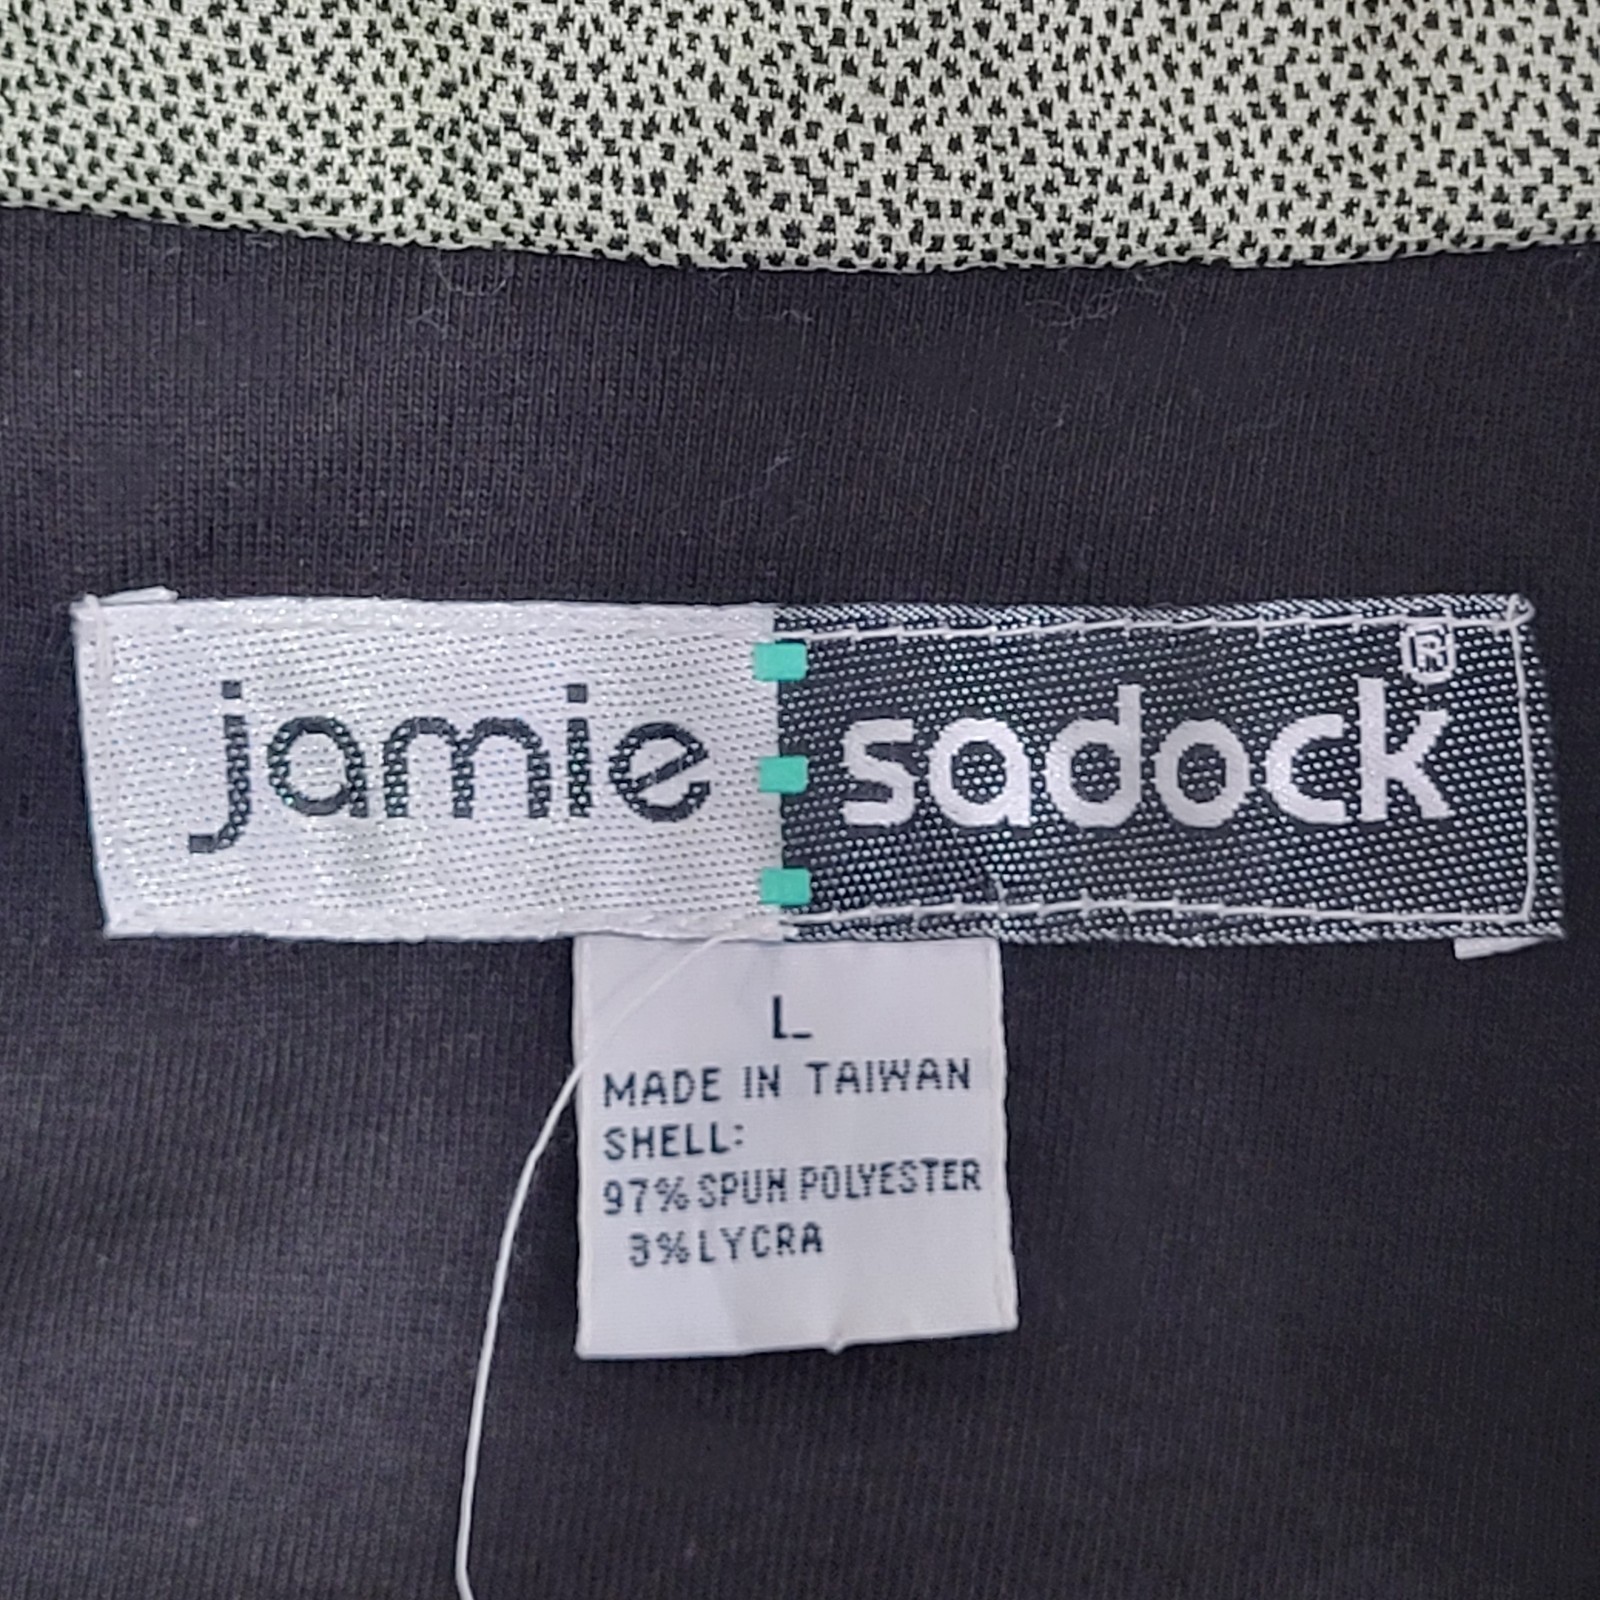 jamie sadock®
L
MADE IN TAIWAN
SHELL:
97% SPUN POLYESTER
3% LYCRA